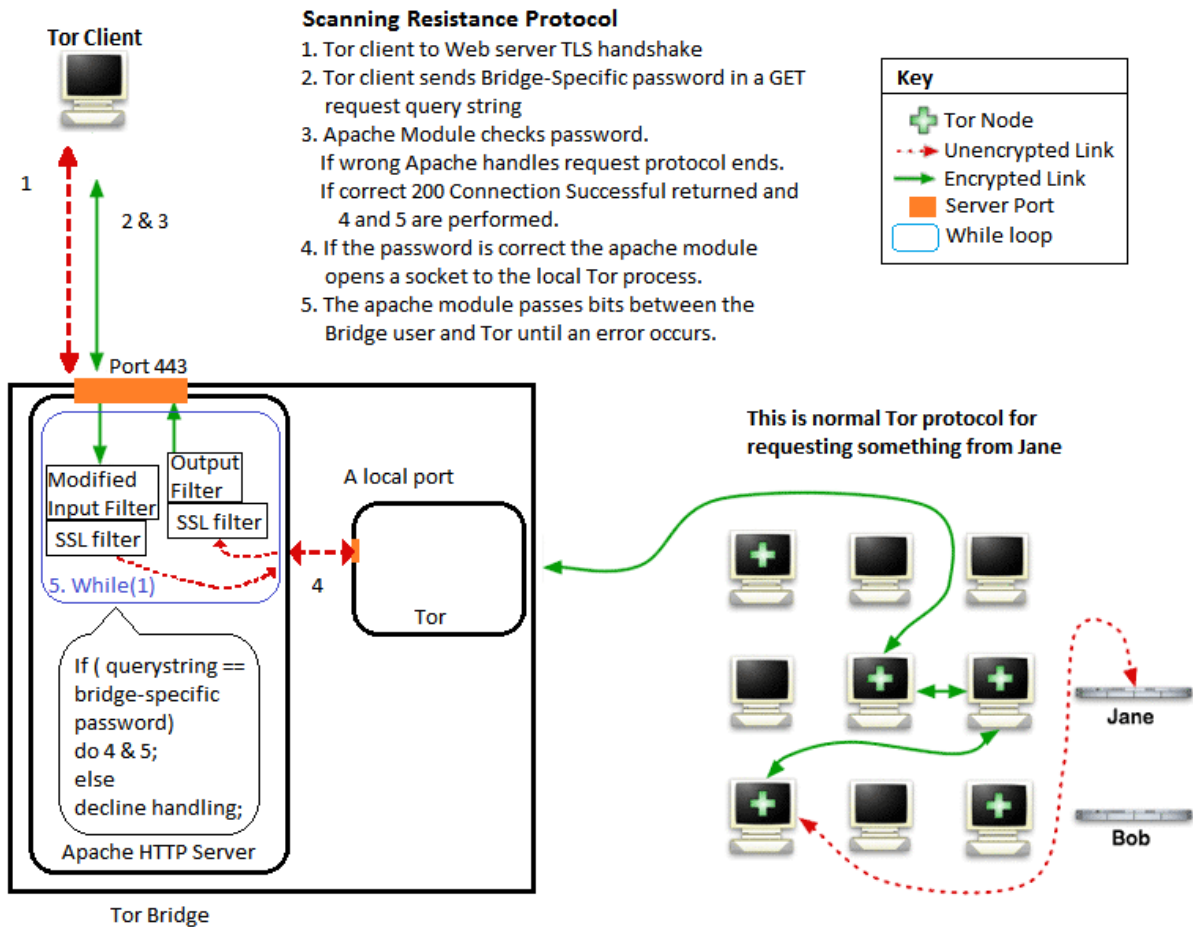 Scanning Resistance Protocol
Tor Client
1. Tor client to Web server TLS handshake
2. Tor client sends Bridge-Specific password in a GET
request query string
3. Apache Module checks password.
If wrong Apache handles request protocol ends.
If correct 200 Connection Successful returned and
4 and 5 are performed.
4. If the password is correct the apache module
opens a socket to the local Tor process.
5. The apache module passes bits between the
Bridge user and Tor until an error occurs.
Key
Tor Node
Unencrypted Link
Encrypted Link
Server Port
While loop
1
2 & 3
Port 443
Modified
Input Filter
SSL filter
Output
Filter
SSL filter
5. While(1)
4
A local port
Tor
If ( querystring ==
bridge-specific
password)
do 4 & 5;
else
decline handling;
Apache HTTP Server
Tor Bridge
This is normal Tor protocol for
requesting something from Jane
Jane
Bob